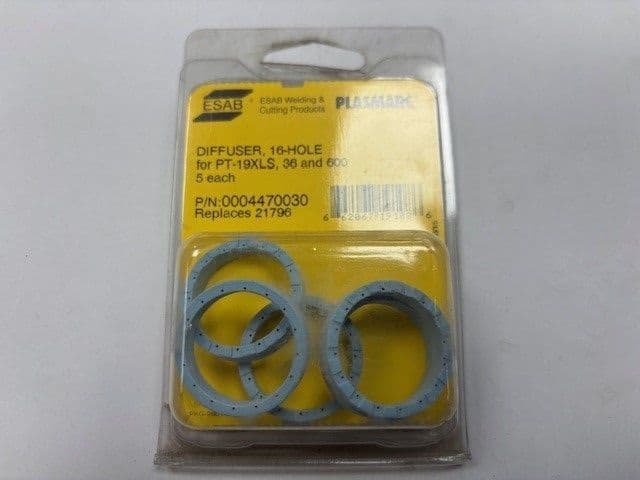 ESAB
ESAB Welding &
Cutting Products
PLASMARC
DIFFUSER, 16-HOLE
for PT-19XLS, 36 and 600
5 each
P/N:0004470030
Replaces 21796